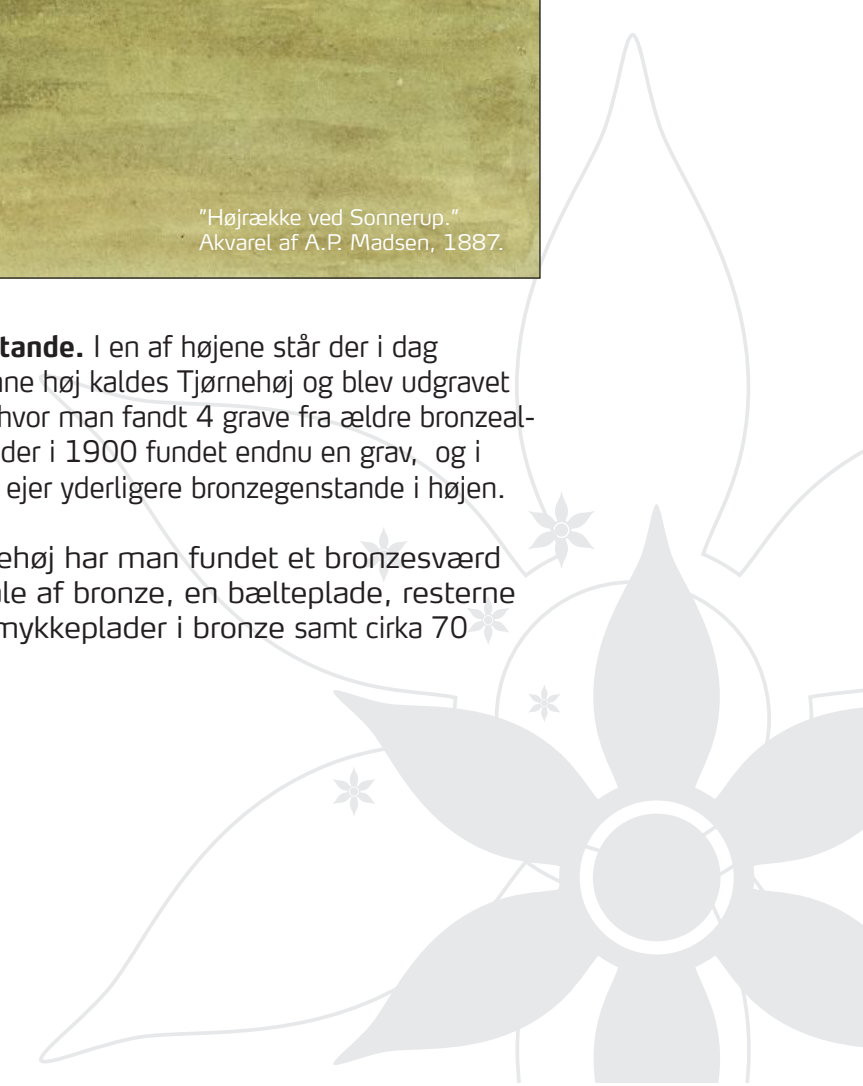 "Højrække ved Sonnerup."
Akvarel af A.P. Madsen, 1887.
tande. I en af højene står der i dag
ne høj kaldes Tjørnehøj og blev udgravet
hvor man fandt 4 grave fra ældre bronzeal-
der i 1900 fundet endnu en grav, og i
ejer yderligere bronzegenstande i højen.
ehøj har man fundet et bronzesværd
le af bronze, en bælteplade, resterne
mykkeplader i bronze samt cirka 70